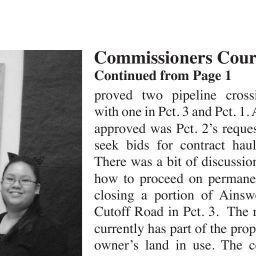 Commissioners Cour
Continued from Page 1
proved two pipeline crossi
with one in Pct. 3 and Pct. 1. A
approved was Pct. 2's reques
seek bids for contract haul
There was a bit of discussion
how to proceed on permane
closing a portion of Ainsw
Cutoff Road in Pct. 3. The r
currently has part of the prop
owner's land in use. The c